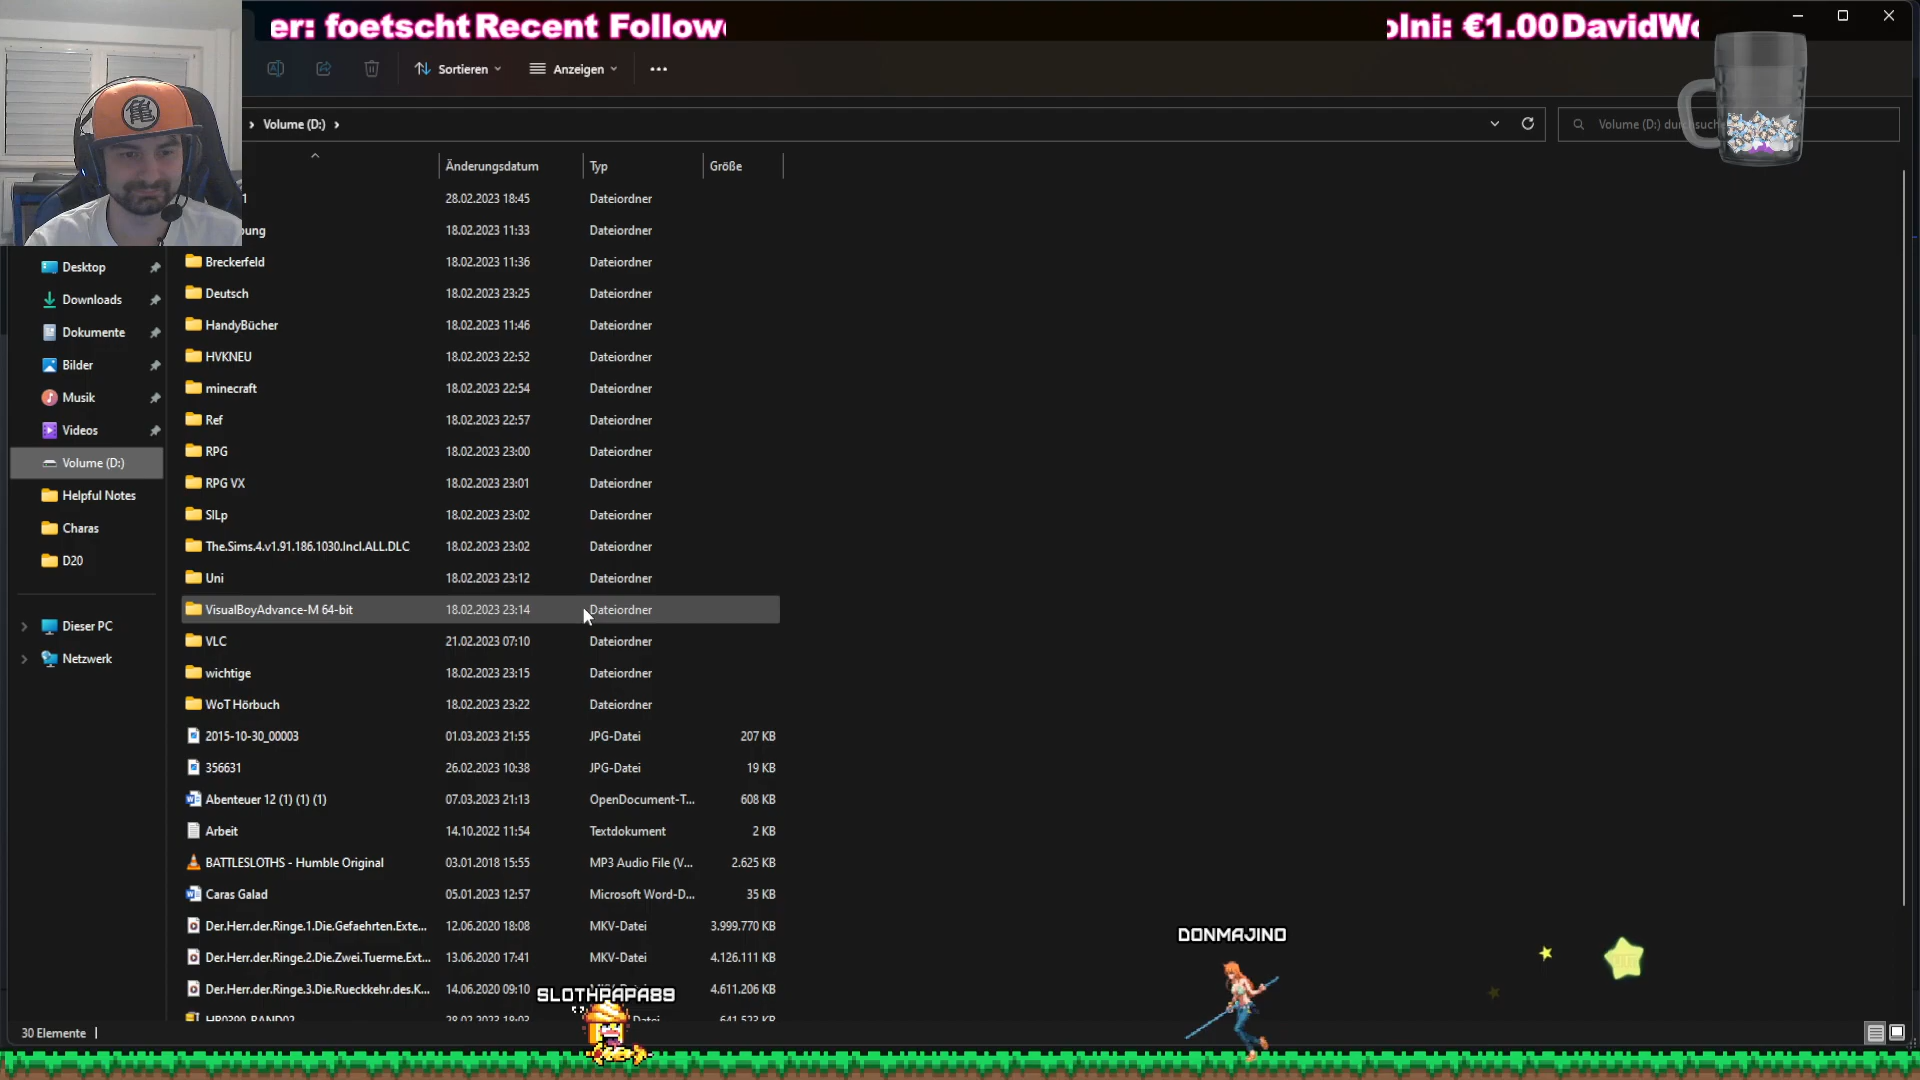 er: foetscht Recent Follow
olni: €1.00 DavidW
Sortieren
Anzeigen
Volume (D:)
Volume (D:) durchsuch
Änderungsdatum Typ Größe
1 28.02.2023 18:45 Dateiordner
bung 18.02.2023 11:33 Dateiordner
Breckerfeld 18.02.2023 11:36 Dateiordner
Deutsch 18.02.2023 23:25 Dateiordner
HandyBücher 18.02.2023 11:46 Dateiordner
HVKNEU 18.02.2023 22:52 Dateiordner
minecraft 18.02.2023 22:54 Dateiordner
Ref 18.02.2023 22:57 Dateiordner
RPG 18.02.2023 23:00 Dateiordner
RPG VX 18.02.2023 23:01 Dateiordner
SILp 18.02.2023 23:02 Dateiordner
The.Sims.4.v1.91.186.1030.Incl.ALL.DLC 18.02.2023 23:02 Dateiordner
Uni 18.02.2023 23:12 Dateiordner
VisualBoyAdvance-M 64-bit 18.02.2023 23:14 Dateiordner
VLC 21.02.2023 07:10 Dateiordner
wichtige 18.02.2023 23:15 Dateiordner
WoT Hörbuch 18.02.2023 23:22 Dateiordner
2015-10-30_00003 01.03.2023 21:55 JPG-Datei 207 KB
356631 26.02.2023 10:38 JPG-Datei 19 KB
Abenteuer 12 (1) (1) (1) 07.03.2023 21:13 OpenDocument-T... 608 KB
Arbeit 14.10.2022 11:54 Textdokument 2 KB
BATTLESLOTHS - Humble Original 03.01.2018 15:55 MP3 Audio File (V... 2.625 KB
Caras Galad 05.01.2023 12:57 Microsoft Word-D... 35 KB
Der.Herr.der.Ringe.1.Die.Gefaehrten.Exte... 12.06.2020 18:08 MKV-Datei 3.999.770 KB
Der.Herr.der.Ringe.2.Die.Zwei.Tuerme.Ext... 13.06.2020 17:41 MKV-Datei 4.126.111 KB
Der.Herr.der.Ringe.3.Die.Rueckkehr.des.K... 14.06.2020 09:10 4.611.206 KB
HP0390_BAND02 28.02.2023 18:03 Datei 641.523 KB
Desktop
Downloads
Dokumente
Bilder
Musik
Videos
Volume (D:)
Helpful Notes
Charas
D20
Dieser PC
Netzwerk
30 Elemente
SLOTHPAPA89
DONMAJINO